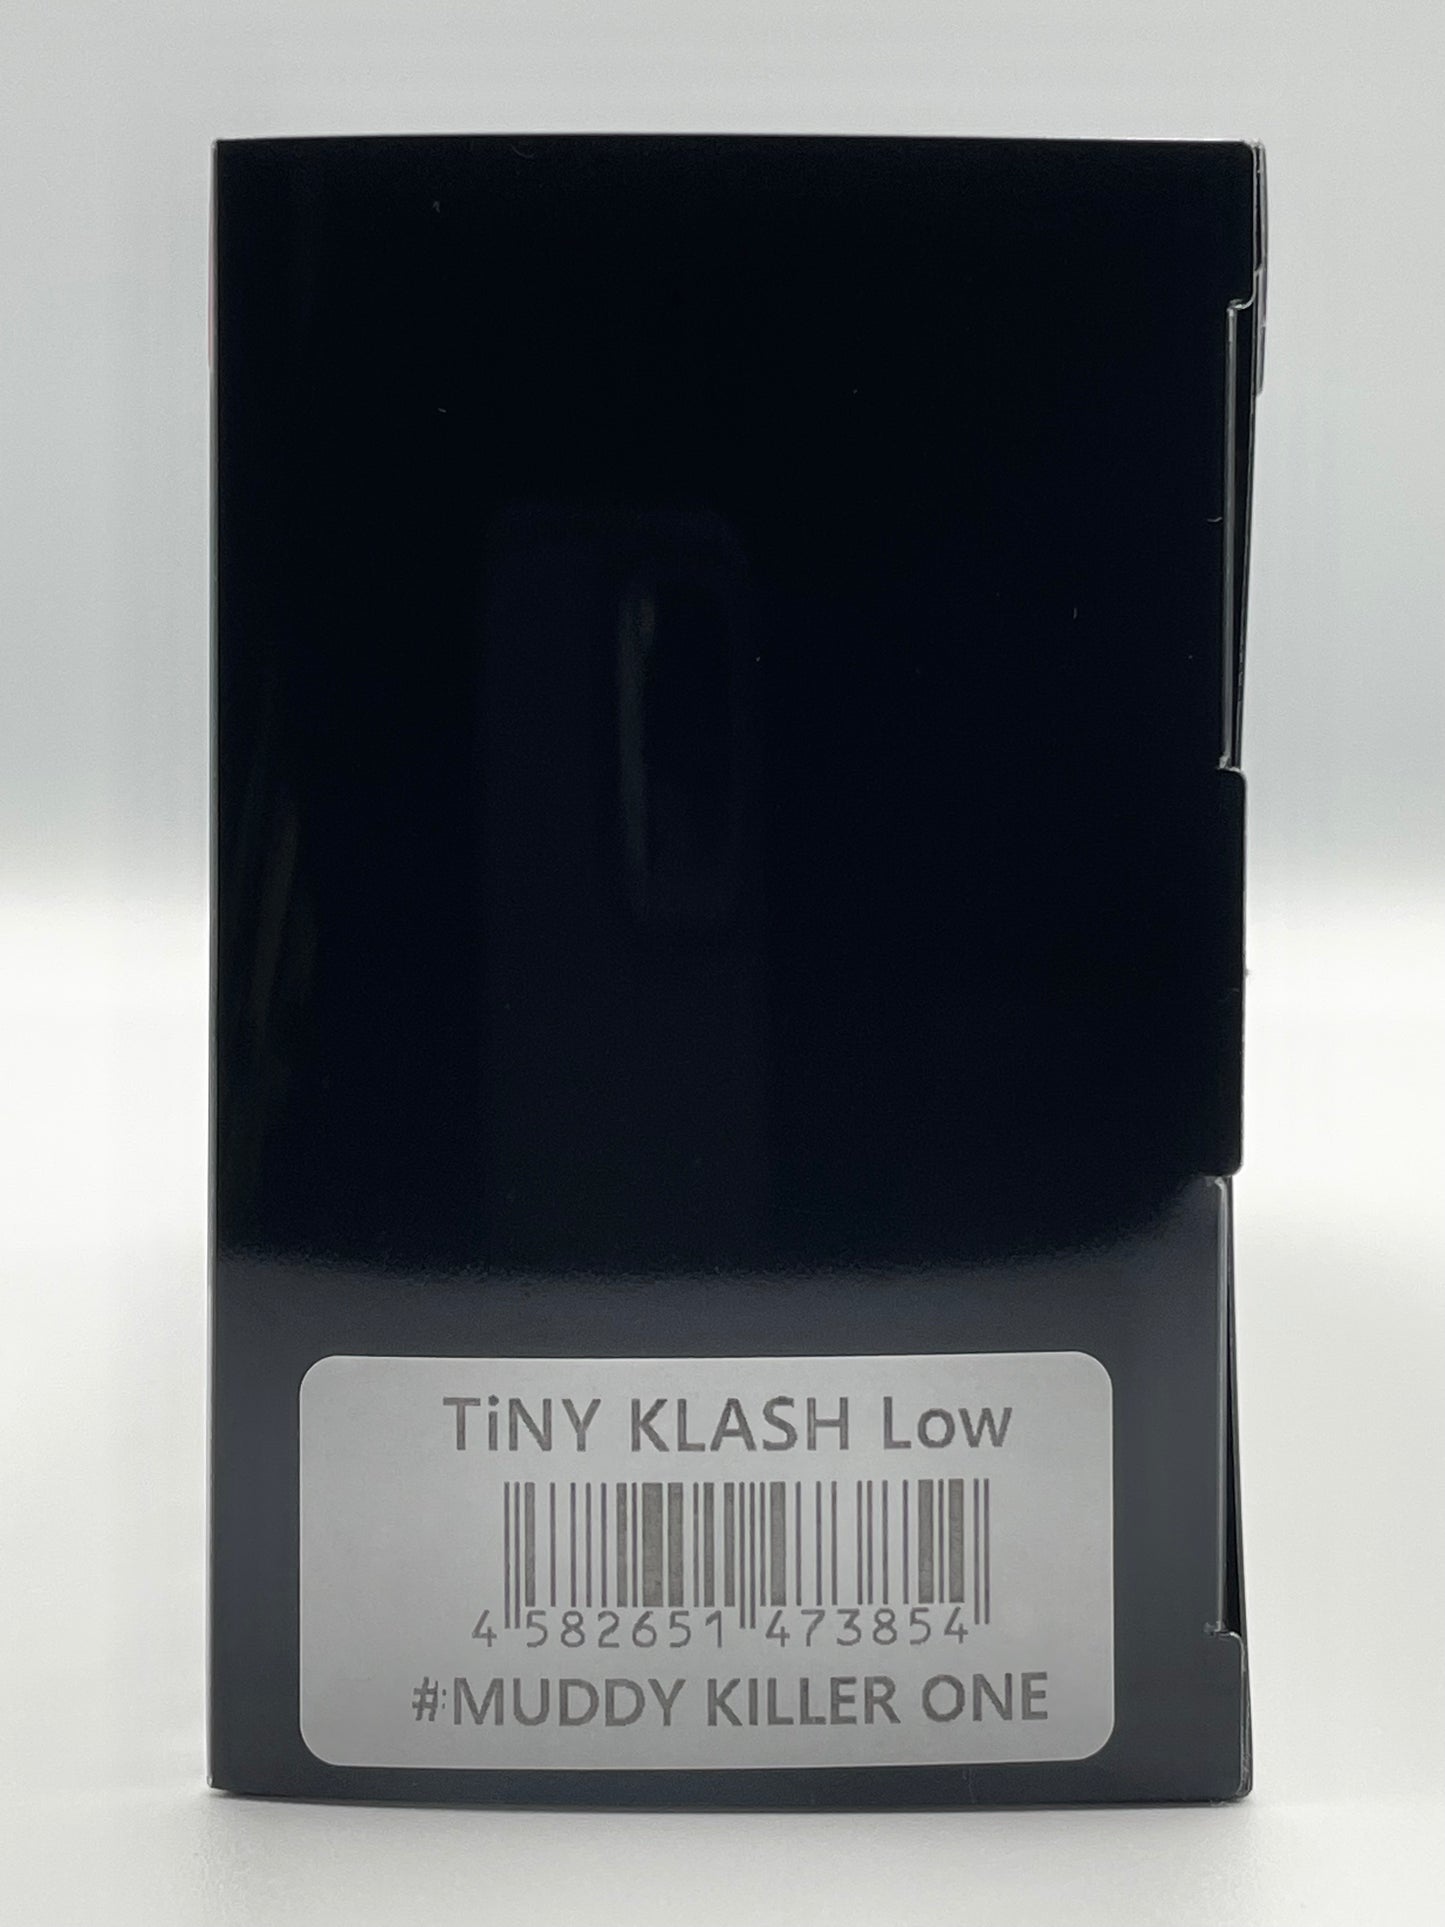 TiNY KLASH Low
4 582651 473854
#:MUDDY KILLER ONE